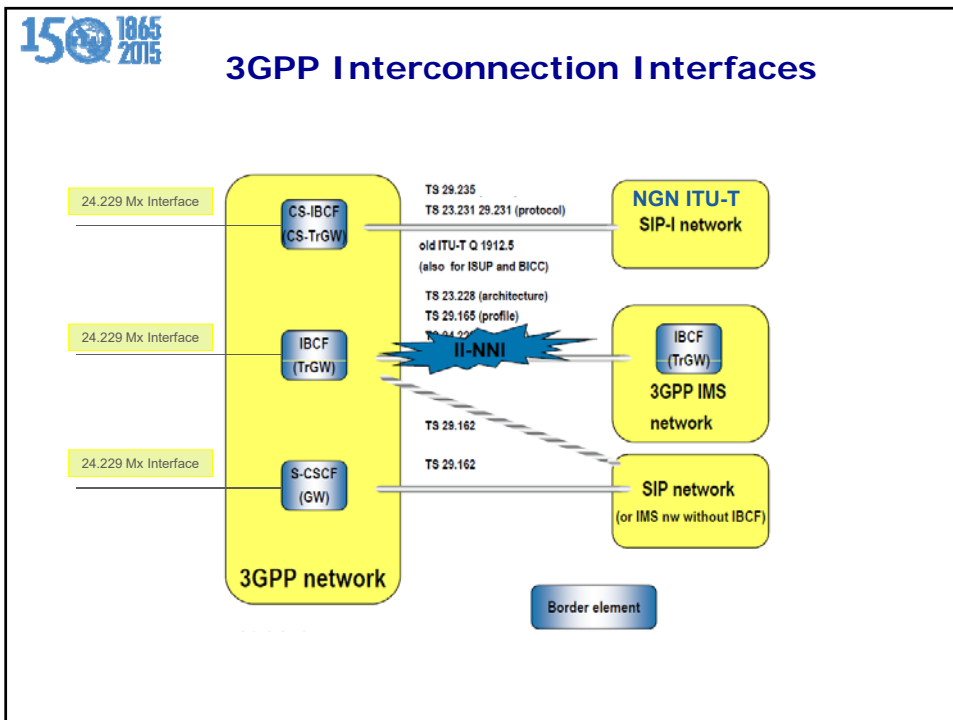 150 1865
2015
3GPP Interconnection Interfaces
24.229 Mx Interface
CS-IBCF
(CS-TrGW)
TS 29.235
TS 23.231 29.231 (protocol)
old ITU-T Q 1912.5
(also for ISUP and BICC)
NGN ITU-T
SIP-I network
TS 23.228 (architecture)
TS 29.165 (profile)
24.229 Mx Interface
IBCF
(TrGW)
II-NNI
IBCF
(TrGW)
3GPP IMS
network
TS 29.162
24.229 Mx Interface
S-CSCF
(GW)
TS 29.162
SIP network
(or IMS nw without IBCF)
3GPP network
Border element